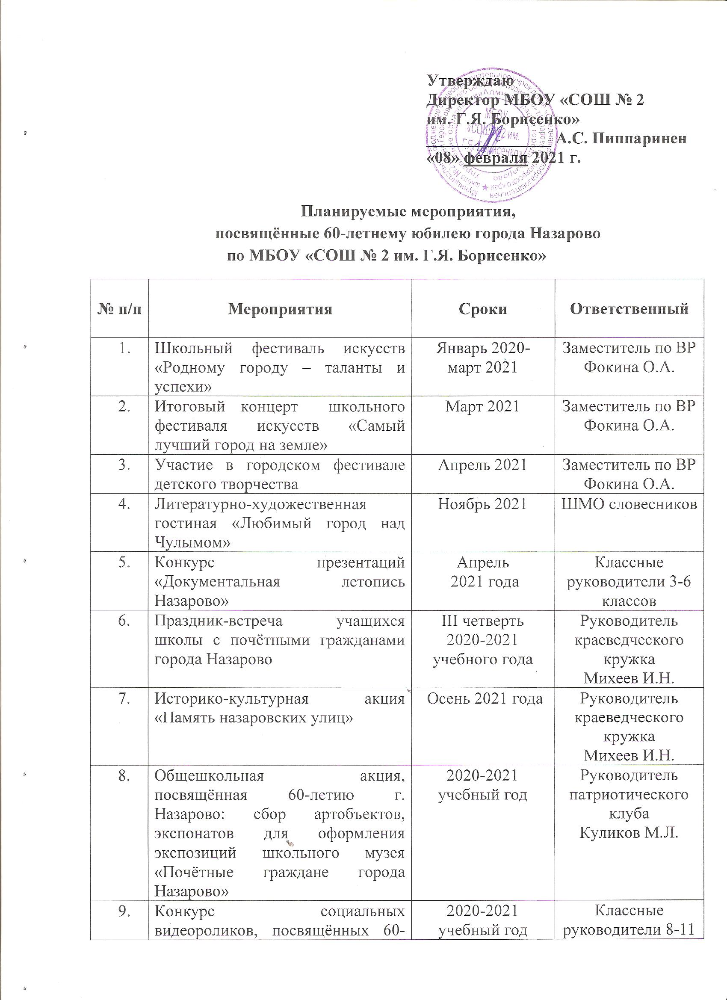 Утверждаю
Директор МБОУ «СОШ № 2
им. Г.Я. Борисенко»
А.С. Пиппаринен
«08» февраля 2021 г.
МБОУ
«СОШ №2 им.
Г.Я. Борисенко»
Планируемые мероприятия,
посвящённые 60-летнему юбилею города Назарово
по МБОУ «СОШ № 2 им. Г.Я. Борисенко»
№ п/п Мероприятия Сроки Ответственный
1. Школьный фестиваль искусств Январь 2020- Заместитель по ВР
«Родному городу – таланты и март 2021 Фокина О.А.
успехи»
2. Итоговый концерт школьного Март 2021 Заместитель по ВР
фестиваля искусств «Самый Фокина О.А.
лучший город на земле»
3. Участие в городском фестивале Апрель 2021 Заместитель по ВР
детского творчества Фокина О.А.
4. Литературно-художественная Ноябрь 2021 ШМО словесников
гостиная «Любимый город над
Чулымом»
5. Конкурс презентаций Апрель Классные
«Документальная летопись 2021 года руководители 3-6
Назарово» классов
6. Праздник-встреча учащихся III четверть Руководитель
школы с почётными гражданами 2020-2021 краеведческого
города Назарово учебного года кружка
Михеев И.Н.
7. Историко-культурная акция Осень 2021 года Руководитель
«Память назаровских улиц» краеведческого
кружка
Михеев И.Н.
8. Общешкольная акция, 2020-2021 Руководитель
посвящённая 60-летию г. учебный год патриотического
Назарово: сбор артобъектов, клуба
экспонатов для оформления Куликов М.Л.
экспозиций школьного музея
«Почётные граждане города
Назарово»
9. Конкурс социальных 2020-2021 Классные
видеороликов, посвящённых 60- учебный год руководители 8-11